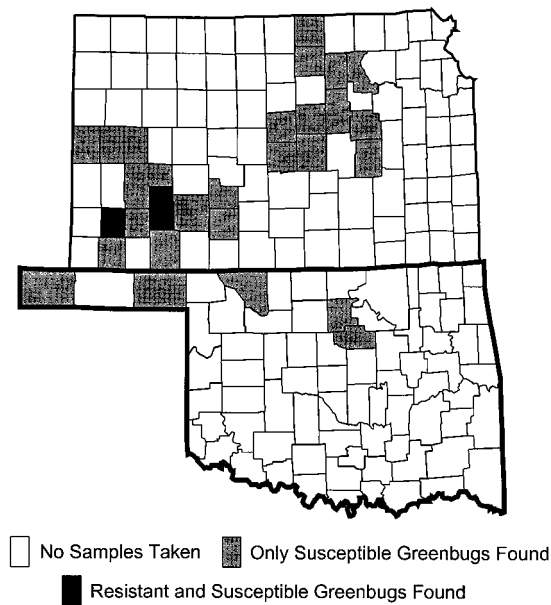 No Samples Taken
Only Susceptible Greenbugs Found
Resistant and Susceptible Greenbugs Found